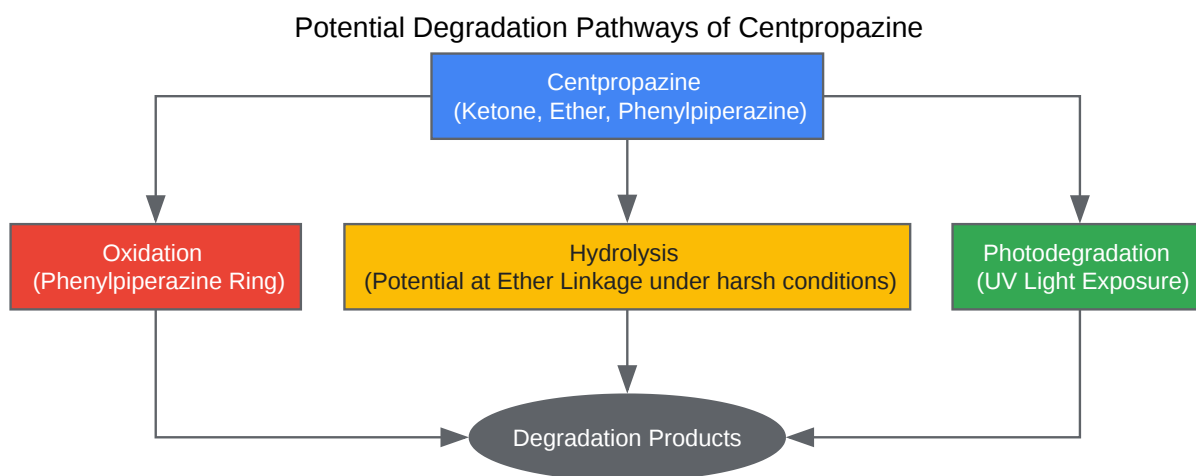 Potential Degradation Pathways of Centpropazine
Centpropazine
(Ketone, Ether, Phenylpiperazine)
Oxidation
(Phenylpiperazine Ring)
Hydrolysis
(Potential at Ether Linkage under harsh conditions)
Photodegradation
(UV Light Exposure)
Degradation Products